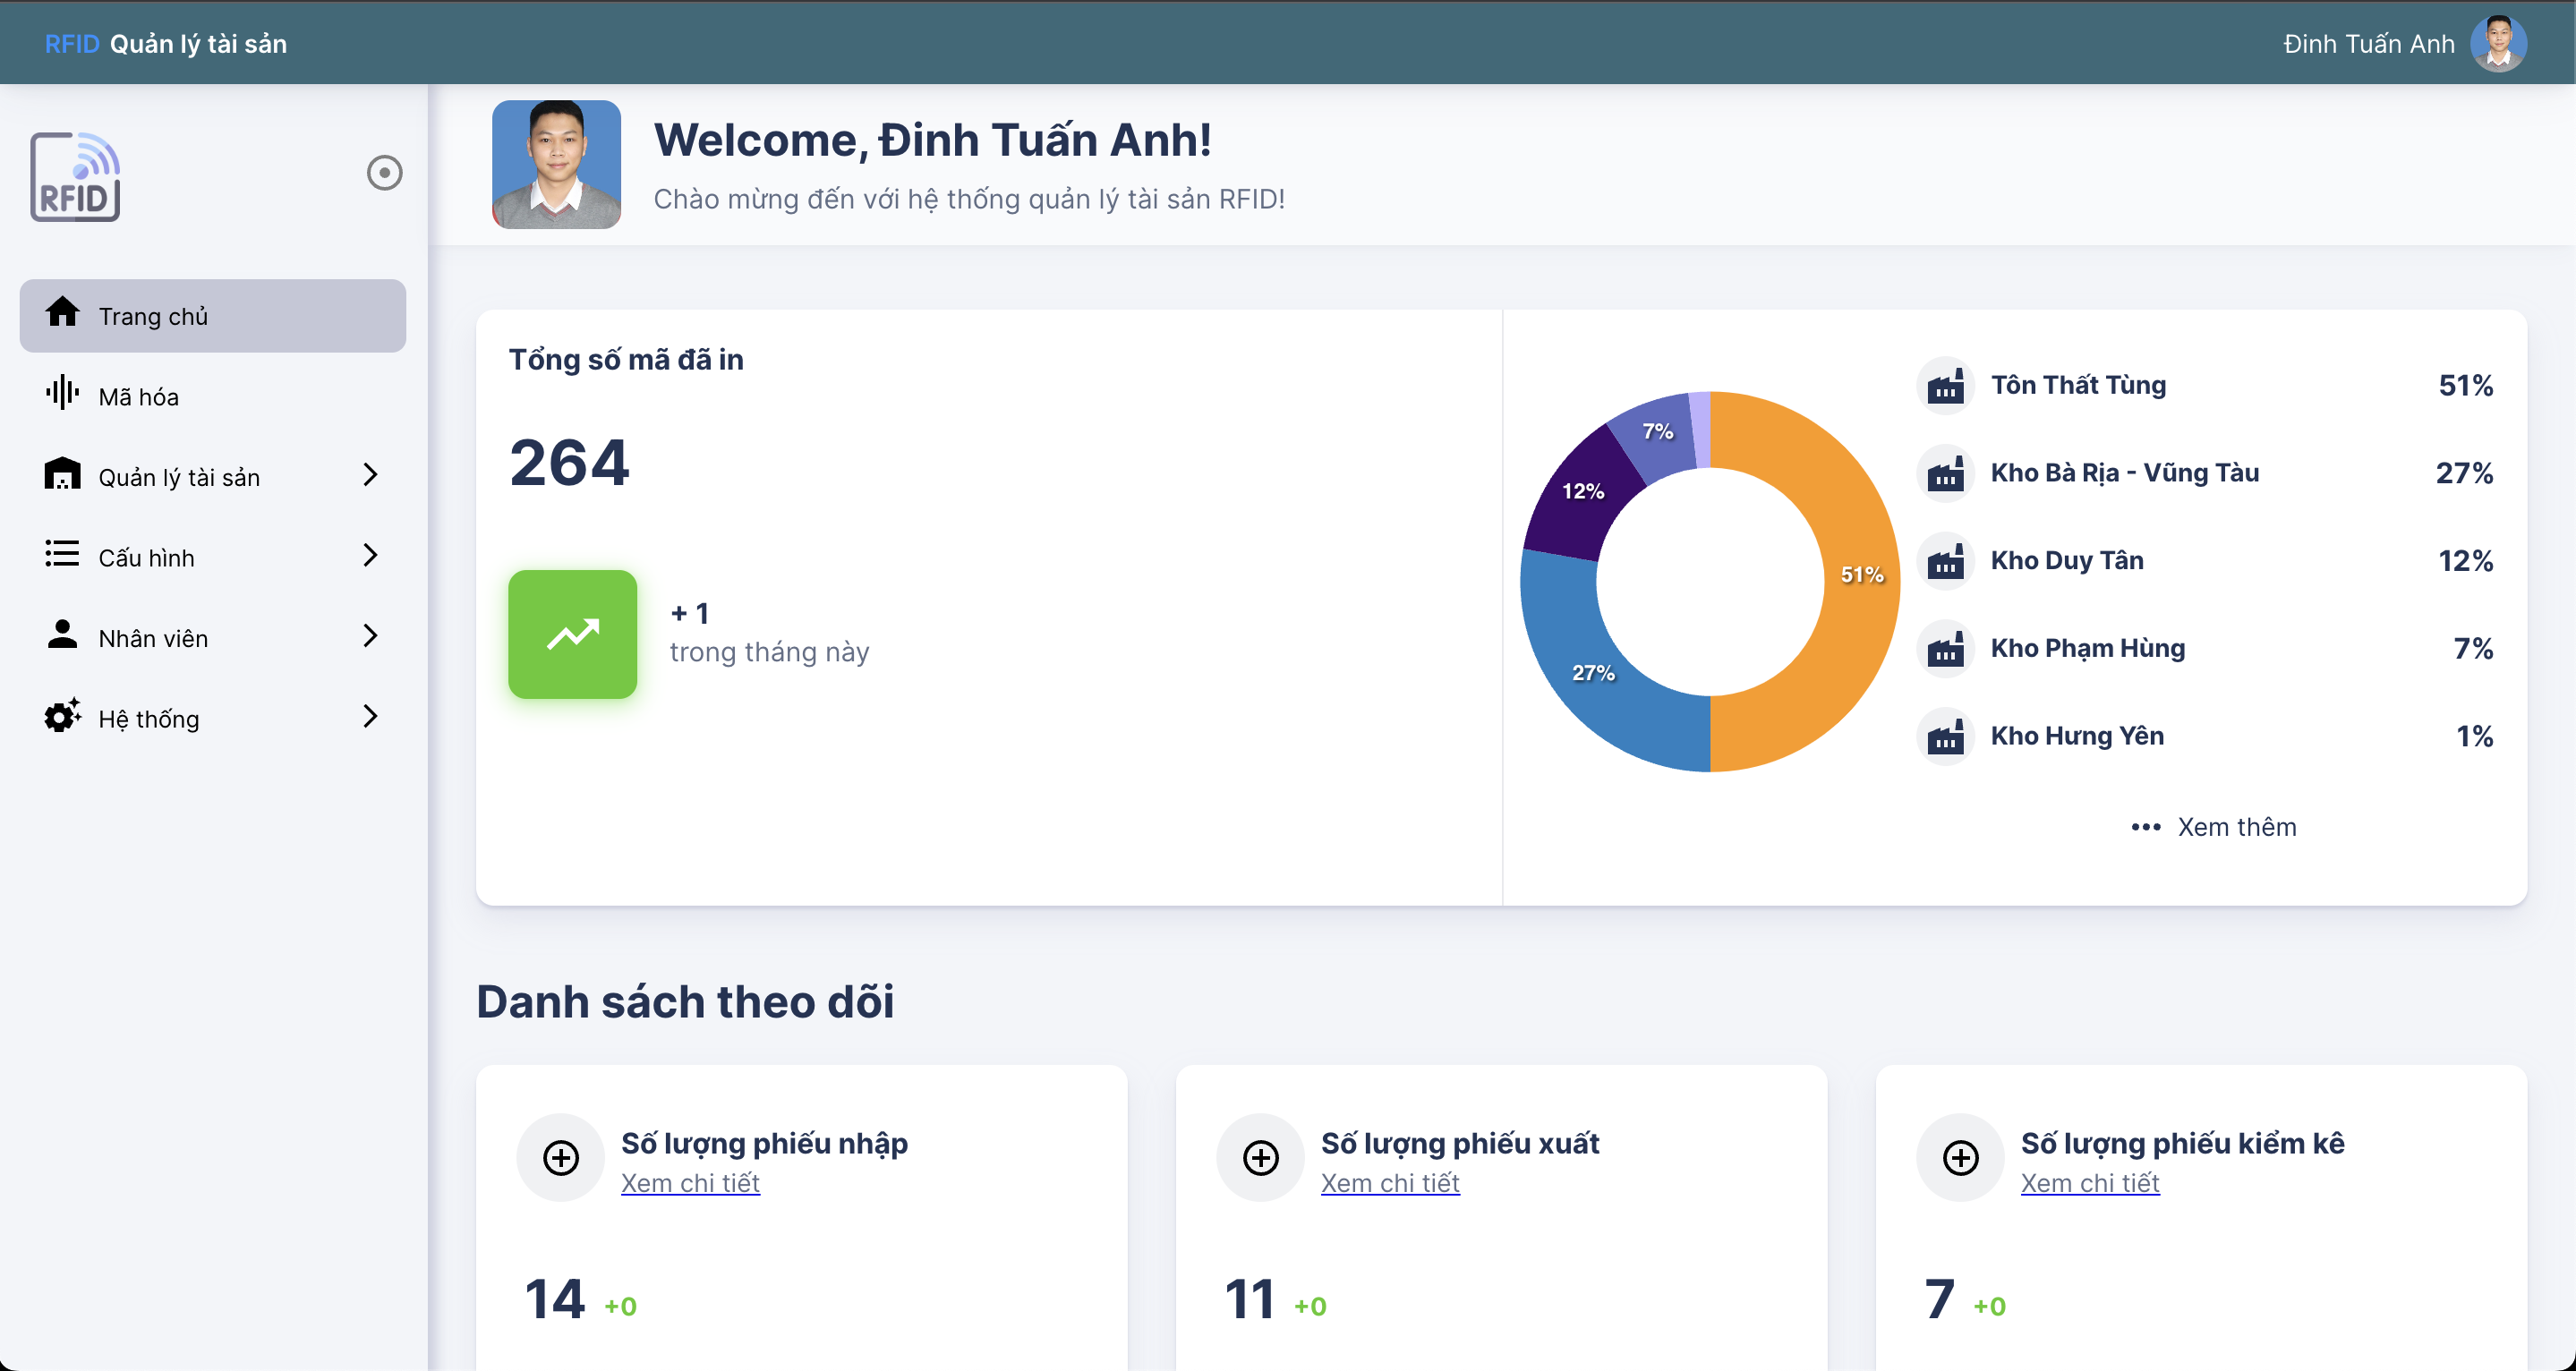 RFID Quản lý tài sản
Đinh Tuấn Anh
RFID
Welcome, Đinh Tuấn Anh!
Chào mừng đến với hệ thống quản lý tài sản RFID!
Trang chủ
Mã hóa
Quản lý tài sản
Cấu hình
Nhân viên
Hệ thống
Tổng số mã đã in
264
+ 1
trong tháng này
7%
12%
51%
27%
Tôn Thất Tùng 51%
Kho Bà Rịa - Vũng Tàu 27%
Kho Duy Tân 12%
Kho Phạm Hùng 7%
Kho Hưng Yên 1%
Xem thêm
Danh sách theo dõi
Số lượng phiếu nhập
Xem chi tiết
14 +0
Số lượng phiếu xuất
Xem chi tiết
11 +0
Số lượng phiếu kiểm kê
Xem chi tiết
7 +0